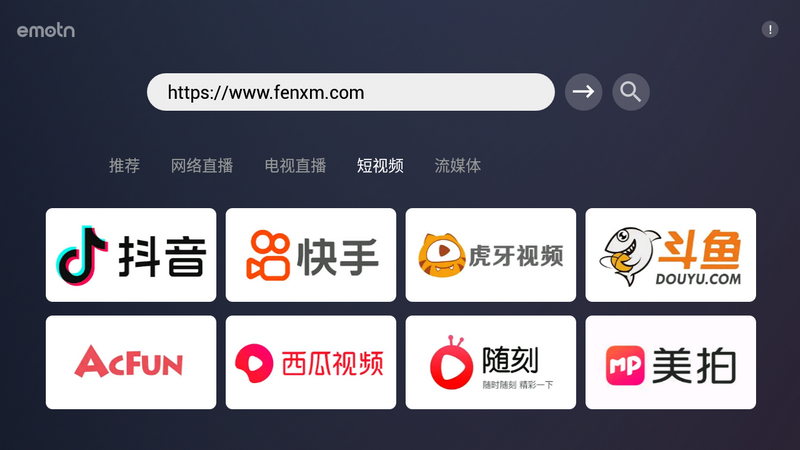 emotn
!
https://www.fenxm.com
推荐 网络直播 电视直播 短视频 流媒体
抖音 快手 虎牙视频 斗鱼
DOUYU.COM
ACFUN 西瓜视频 随刻 MP 美拍
随时随刻 精彩一下